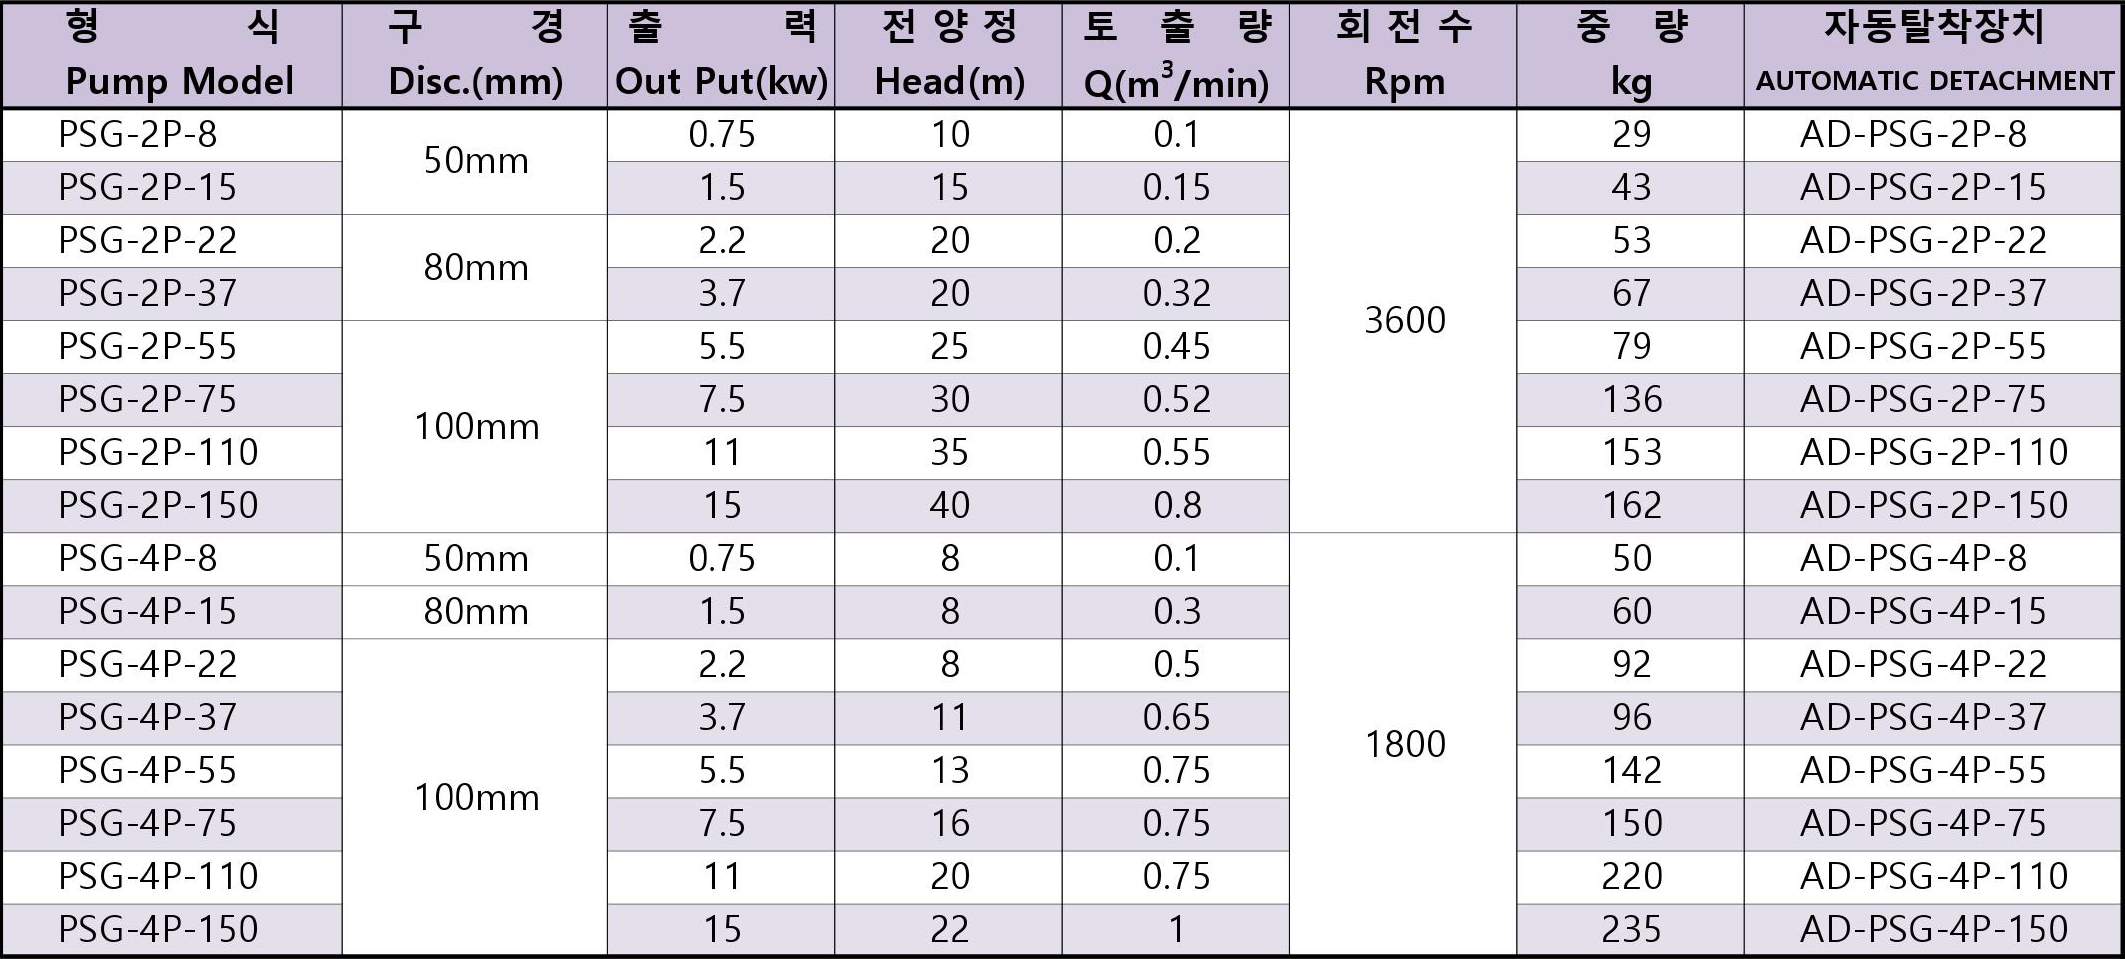 형 식 구 경 출 력 전 양 정 토 출 량 회 전 수 중 량 자동탈착장치
Pump Model Disc.(mm) Out Put(kw) Head(m) Q(m³/min) Rpm kg AUTOMATIC DETACHMENT
PSG-2P-8 50mm 0.75 10 0.1 3600 29 AD-PSG-2P-8
PSG-2P-15 1.5 15 0.15 43 AD-PSG-2P-15
PSG-2P-22 80mm 2.2 20 0.2 53 AD-PSG-2P-22
PSG-2P-37 3.7 20 0.32 67 AD-PSG-2P-37
PSG-2P-55 100mm 5.5 25 0.45 79 AD-PSG-2P-55
PSG-2P-75 7.5 30 0.52 136 AD-PSG-2P-75
PSG-2P-110 11 35 0.55 153 AD-PSG-2P-110
PSG-2P-150 15 40 0.8 162 AD-PSG-2P-150
PSG-4P-8 50mm 0.75 8 0.1 1800 50 AD-PSG-4P-8
PSG-4P-15 80mm 1.5 8 0.3 60 AD-PSG-4P-15
PSG-4P-22 100mm 2.2 8 0.5 92 AD-PSG-4P-22
PSG-4P-37 3.7 11 0.65 96 AD-PSG-4P-37
PSG-4P-55 5.5 13 0.75 142 AD-PSG-4P-55
PSG-4P-75 7.5 16 0.75 150 AD-PSG-4P-75
PSG-4P-110 11 20 0.75 220 AD-PSG-4P-110
PSG-4P-150 15 22 1 235 AD-PSG-4P-150